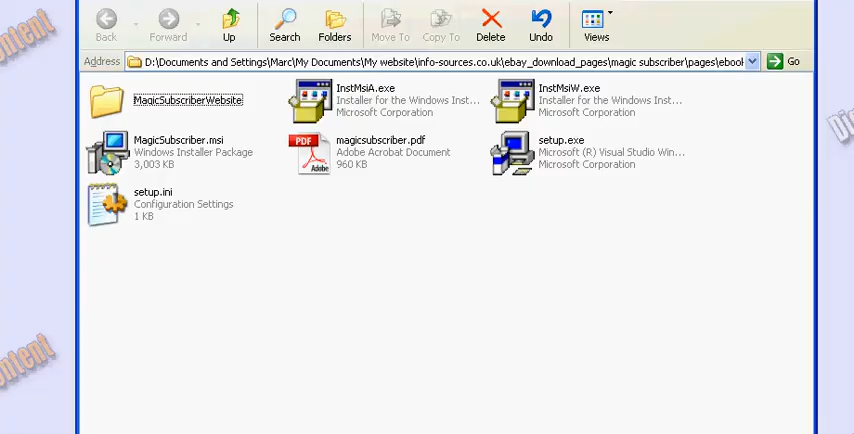 Back Forward Up Search Folders Move To Copy To Delete Undo Views
Address D:\Documents and Settings\Marc\My Documents\My website\info-sources.co.uk\ebay_download_pages\magic subscriber\pages\ebook Go
MagicSubscriberWebsite
InstMsiA.exe
Installer for the Windows Inst...
Microsoft Corporation
InstMsiW.exe
Installer for the Windows Inst...
Microsoft Corporation
MagicSubscriber.msi
Windows Installer Package
3,003 KB
PDF
Adobe
magicsubscriber.pdf
Adobe Acrobat Document
960 KB
setup.exe
Microsoft (R) Visual Studio Win...
Microsoft Corporation
setup.ini
Configuration Settings
1 KB
ontent
ontent
Di